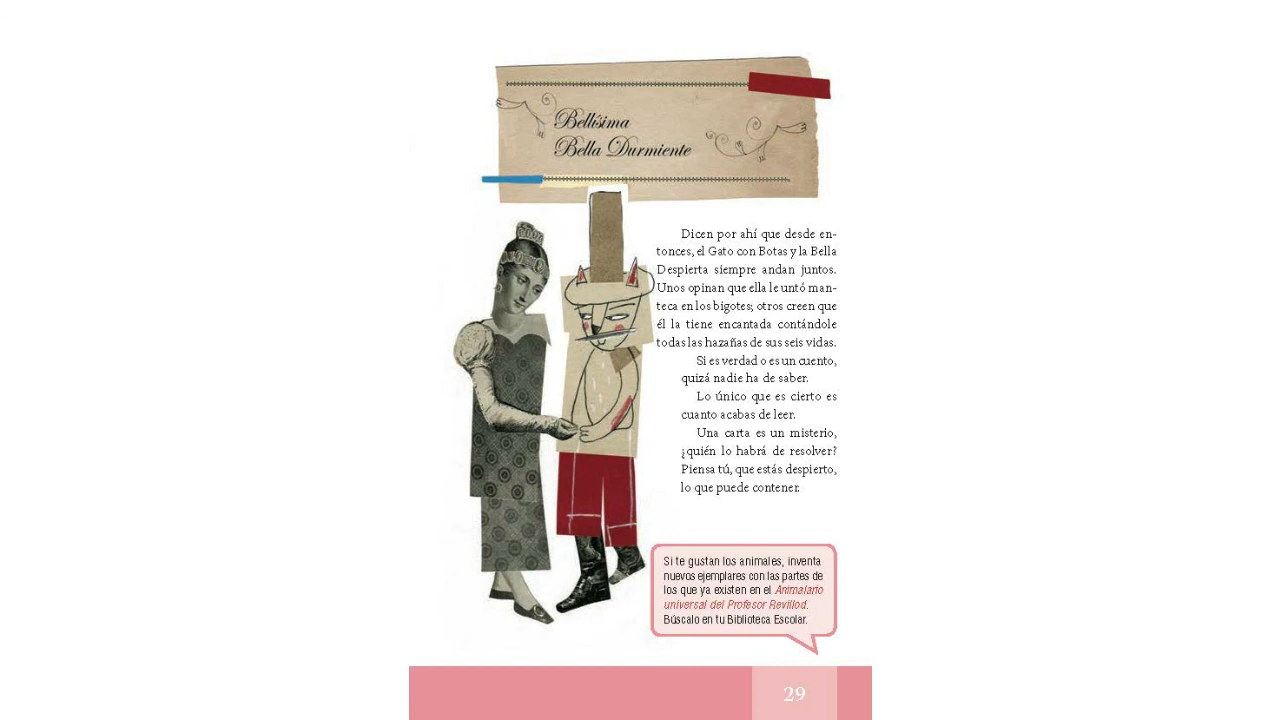 Bellísima
Bella Durmiente
Dicen por ahí que desde en-
tonces, el Gato con Botas y la Bella
Despierta siempre andan juntos.
Unos opinan que ella le untó man-
teca en los bigotes; otros creen que
él la tiene encantada contándole
todas las hazañas de sus seis vidas.
Si es verdad o es un cuento,
quizá nadie ha de saber.
Lo único que es cierto es
cuanto acabas de leer.
Una carta es un misterio,
¿quién lo habrá de resolver?
Piensa tú, que estás despierto,
lo que puede contener.
Si te gustan los animales, inventa
nuevos ejemplares con las partes de
los que ya existen en el Animalario
universal del Profesor Revillod.
Búscalo en tu Biblioteca Escolar.
29